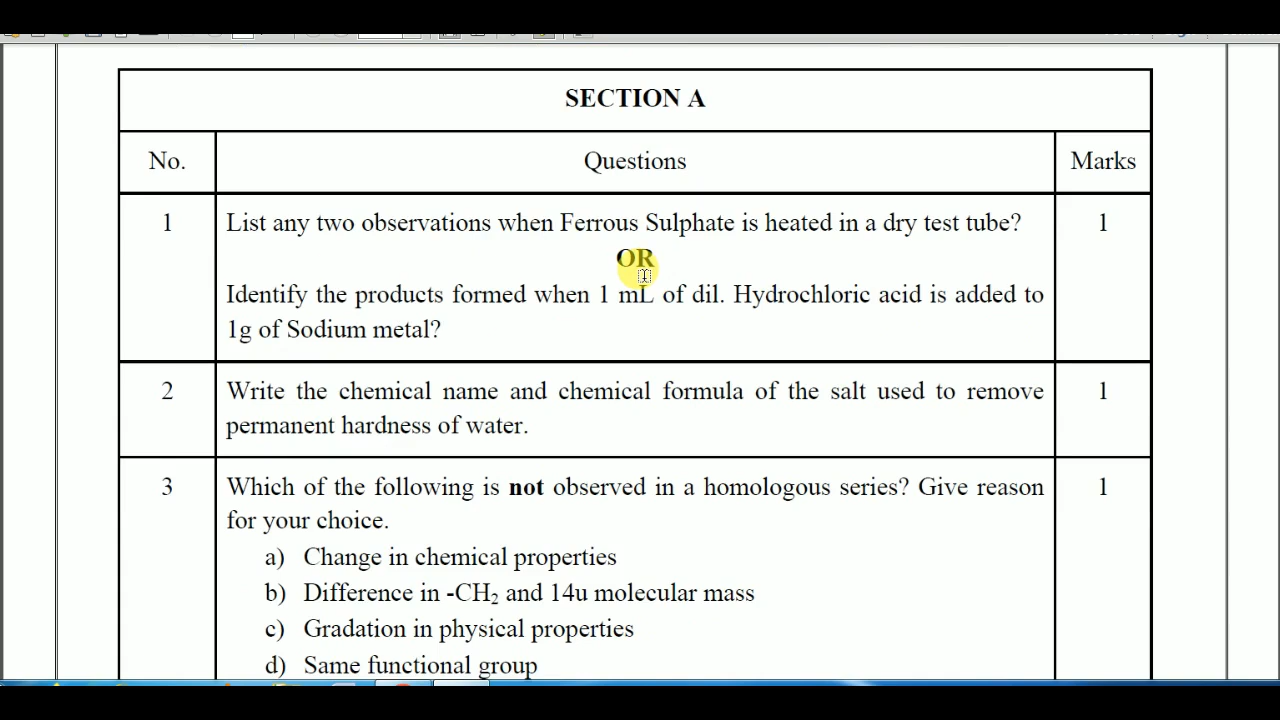 SECTION A
No. Questions Marks
1 List any two observations when Ferrous Sulphate is heated in a dry test tube? 1
OR
Identify the products formed when 1 mL of dil. Hydrochloric acid is added to
1g of Sodium metal?
2 Write the chemical name and chemical formula of the salt used to remove 1
permanent hardness of water.
3 Which of the following is not observed in a homologous series? Give reason 1
for your choice.
a) Change in chemical properties
b) Difference in -CH₂ and 14u molecular mass
c) Gradation in physical properties
d) Same functional group